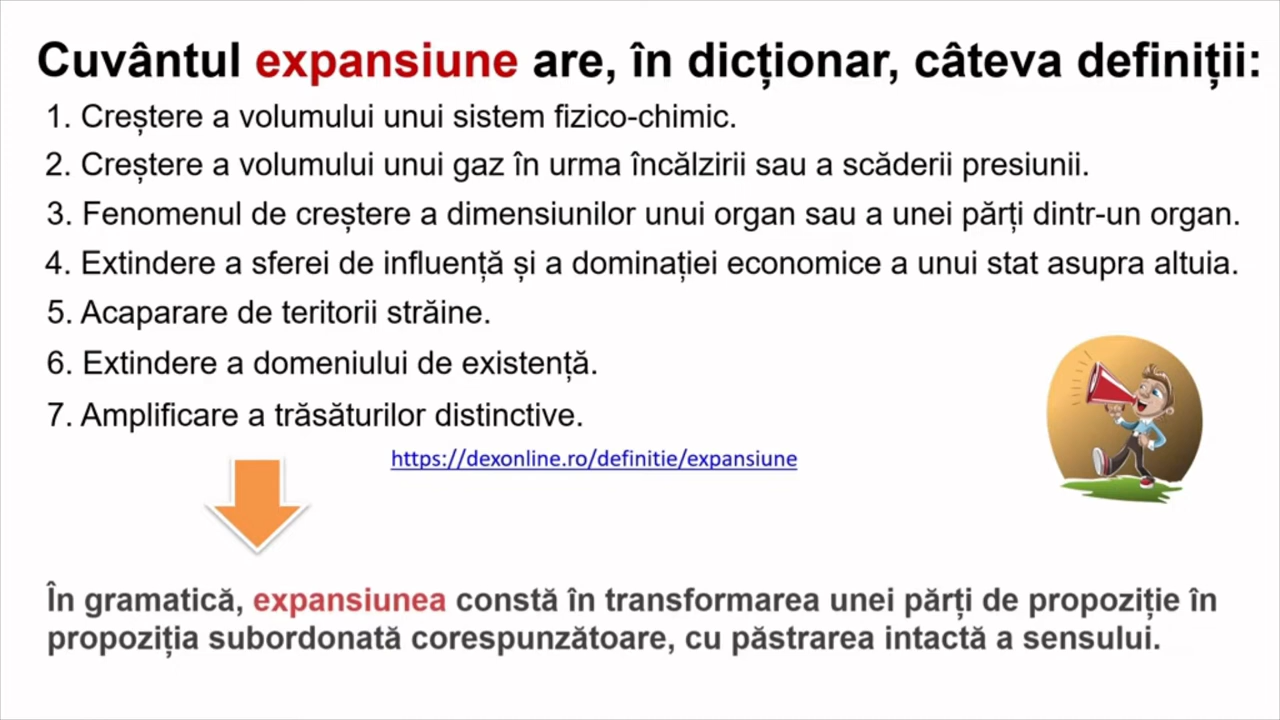 Cuvântul expansiune are, în dicționar, câteva definiții:
1. Creștere a volumului unui sistem fizico-chimic.
2. Creștere a volumului unui gaz în urma încălzirii sau a scăderii presiunii.
3. Fenomenul de creștere a dimensiunilor unui organ sau a unei părți dintr-un organ.
4. Extindere a sferei de influență și a dominației economice a unui stat asupra altuia.
5. Acaparare de teritorii străine.
6. Extindere a domeniului de existență.
7. Amplificare a trăsăturilor distinctive.
https://dexonline.ro/definitie/expansiune
În gramatică, expansiunea constă în transformarea unei părți de propoziție în
propoziția subordonată corespunzătoare, cu păstrarea intactă a sensului.